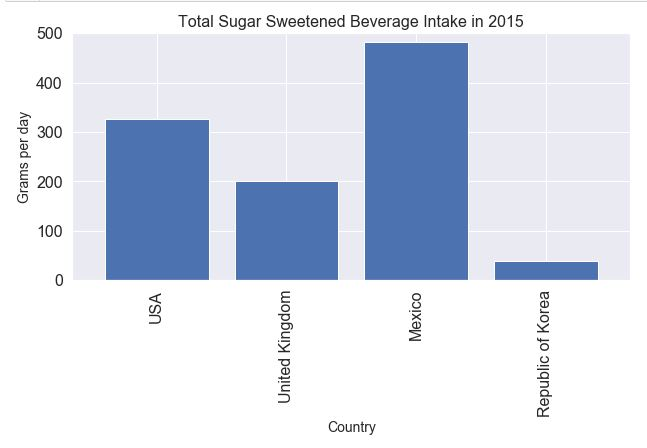 Total Sugar Sweetened Beverage Intake in 2015
500
400
300
200
100
0
Grams per day
USA
United Kingdom
Mexico
Republic of Korea
Country